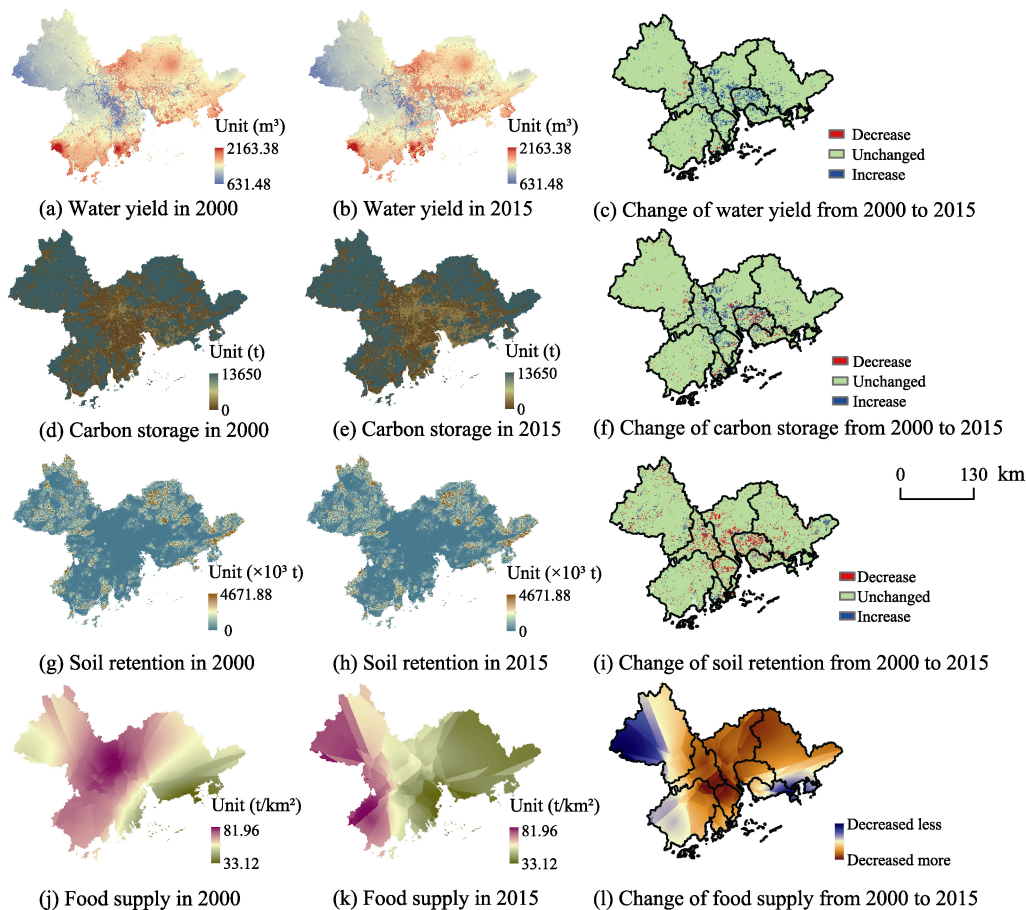 Unit (m³)
2163.38
631.48
(a) Water yield in 2000
Unit (m³)
2163.38
631.48
(b) Water yield in 2015
Decrease
Unchanged
Increase
(c) Change of water yield from 2000 to 2015
Unit (t)
13650
0
(d) Carbon storage in 2000
Unit (t)
13650
0
(e) Carbon storage in 2015
Decrease
Unchanged
Increase
(f) Change of carbon storage from 2000 to 2015
0 130 km
Unit (×10³ t)
4671.88
0
(g) Soil retention in 2000
Unit (×10³ t)
4671.88
0
(h) Soil retention in 2015
Decrease
Unchanged
Increase
(i) Change of soil retention from 2000 to 2015
Unit (t/km²)
81.96
33.12
(j) Food supply in 2000
Unit (t/km²)
81.96
33.12
(k) Food supply in 2015
Decreased less
Decreased more
(l) Change of food supply from 2000 to 2015